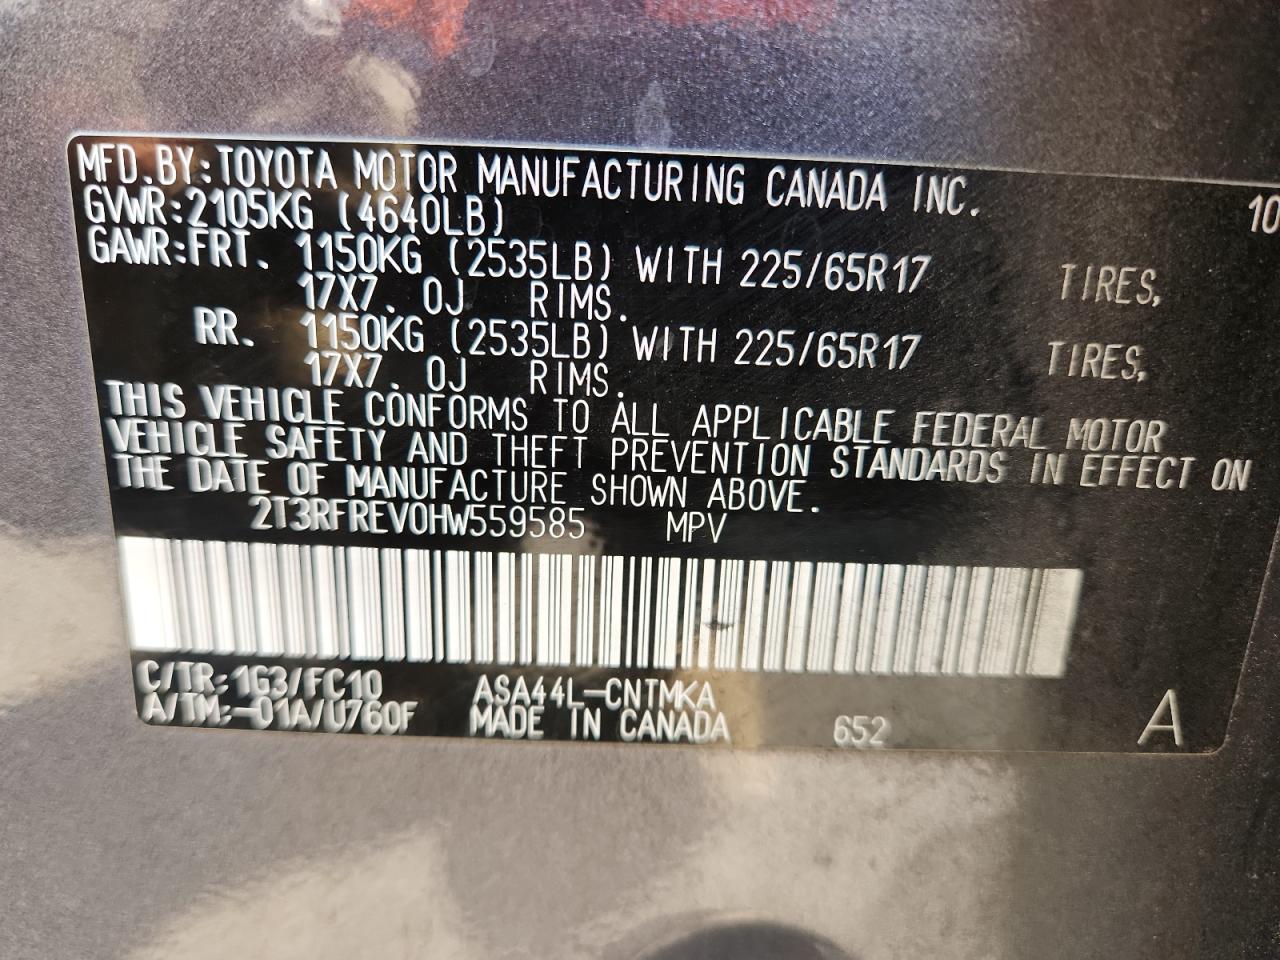 MFD.BY:TOYOTA MOTOR MANUFACTURING CANADA INC. 10
GVWR:2105KG (4640LB)
GAWR:FRT. 1150KG (2535LB) WITH 225/65R17 TIRES,
17X7.0J RIMS.
RR. 1150KG (2535LB) WITH 225/65R17 TIRES,
17X7.0J RIMS.
THIS VEHICLE CONFORMS TO ALL APPLICABLE FEDERAL MOTOR
VEHICLE SAFETY AND THEFT PREVENTION STANDARDS IN EFFECT ON
THE DATE OF MANUFACTURE SHOWN ABOVE.
2T3RFREV0HW559585 MPV
C/TR:1G3/FC10 ASA44L-CNTMKA
A/TM:-01A/U760F MADE IN CANADA 652 A